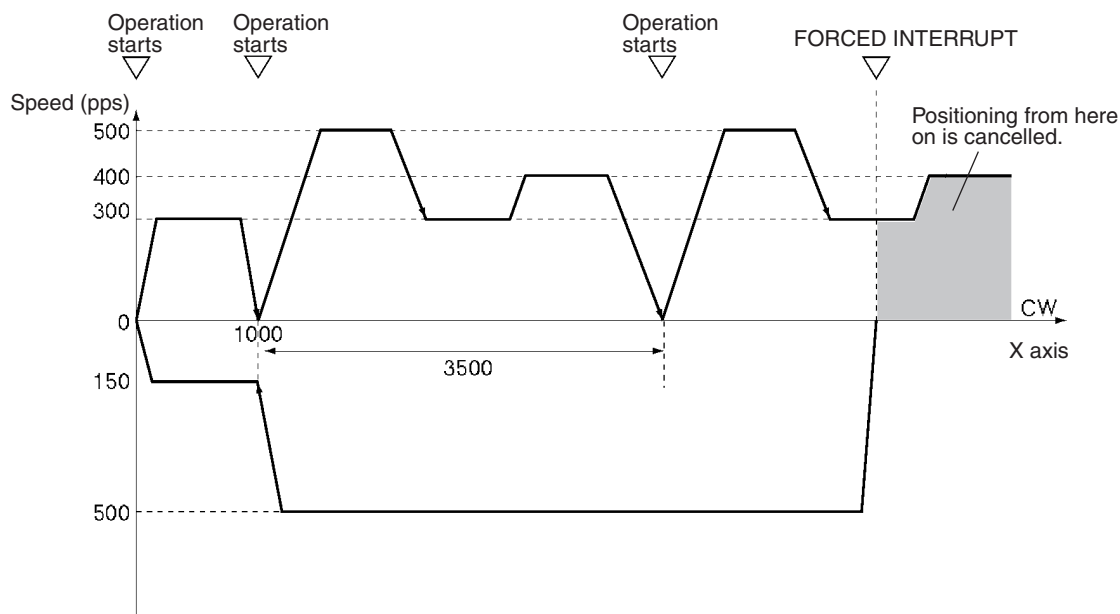 Operation
starts
Operation
starts
Operation
starts
FORCED INTERRUPT
Speed (pps)
Positioning from here
on is cancelled.
500
400
300
0
1000
CW
3500
X axis
150
500